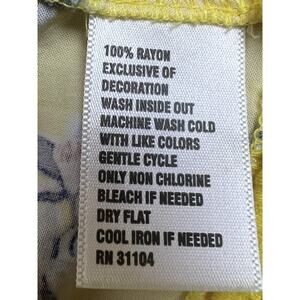 100% RAYON
EXCLUSIVE OF
DECORATION
WASH INSIDE OUT
MACHINE WASH COLD
WITH LIKE COLORS
GENTLE CYCLE
ONLY NON CHLORINE
BLEACH IF NEEDED
DRY FLAT
COOL IRON IF NEEDED
RN 31104